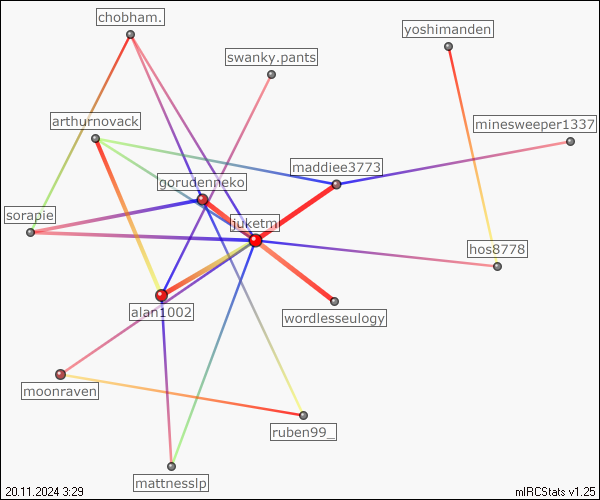 chobham.
yoshimanden
swanky.pants
arthurnovack
minesweeper1337
maddiee3773
gorudenneko
sorapie
juketm
hos8778
alan1002
wordlesseulogy
moonraven
ruben99_
mattnesslp
20.11.2024 3:29
mIRCStats v1.25